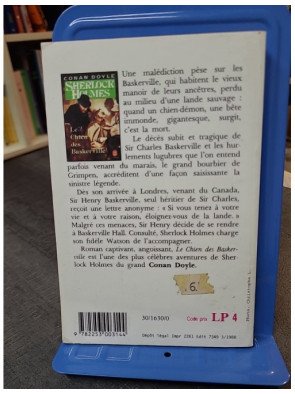 CONAN DOYLE
SHERLOCK
HOLMES
Le Chien
des
Baskerville
Une malédiction pèse sur les
Baskerville, qui habitent le vieux
manoir de leurs ancêtres, perdu
au milieu d'une lande sauvage :
quand un chien-démon, une bête
immonde, gigantesque, surgit,
c'est la mort.
Le décès subit et tragique de
Sir Charles Baskerville et les hur-
lements lugubres que l'on entend
parfois venant du marais, le grand bourbier de
Grimpen, accréditent d'une façon saisissante la
sinistre légende.
Dès son arrivée à Londres, venant du Canada,
Sir Henry Baskerville, seul héritier de Sir Charles,
reçoit une lettre anonyme : « Si vous tenez à votre
vie et à votre raison, éloignez-vous de la lande. »
Malgré ces menaces, Sir Henry décide de se rendre
à Baskerville Hall. Consulté, Sherlock Holmes charge
son fidèle Watson de l'accompagner.
Roman captivant, angoissant, Le Chien des Basker-
ville est l'une des plus célèbres aventures de Sher-
lock Holmes du grand Conan Doyle.
6.
30/1630/0
Code prix LP 4
9 782253 003144
Dépôt légal Impr